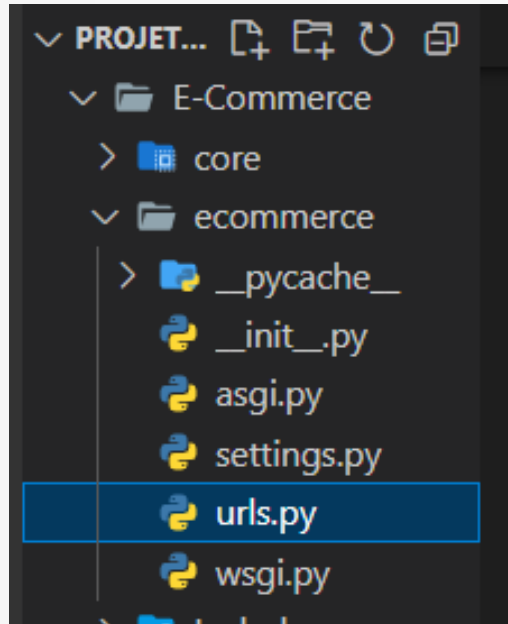 PROJET...
E-Commerce
core
ecommerce
__pycache__
__init__.py
asgi.py
settings.py
urls.py
wsgi.py